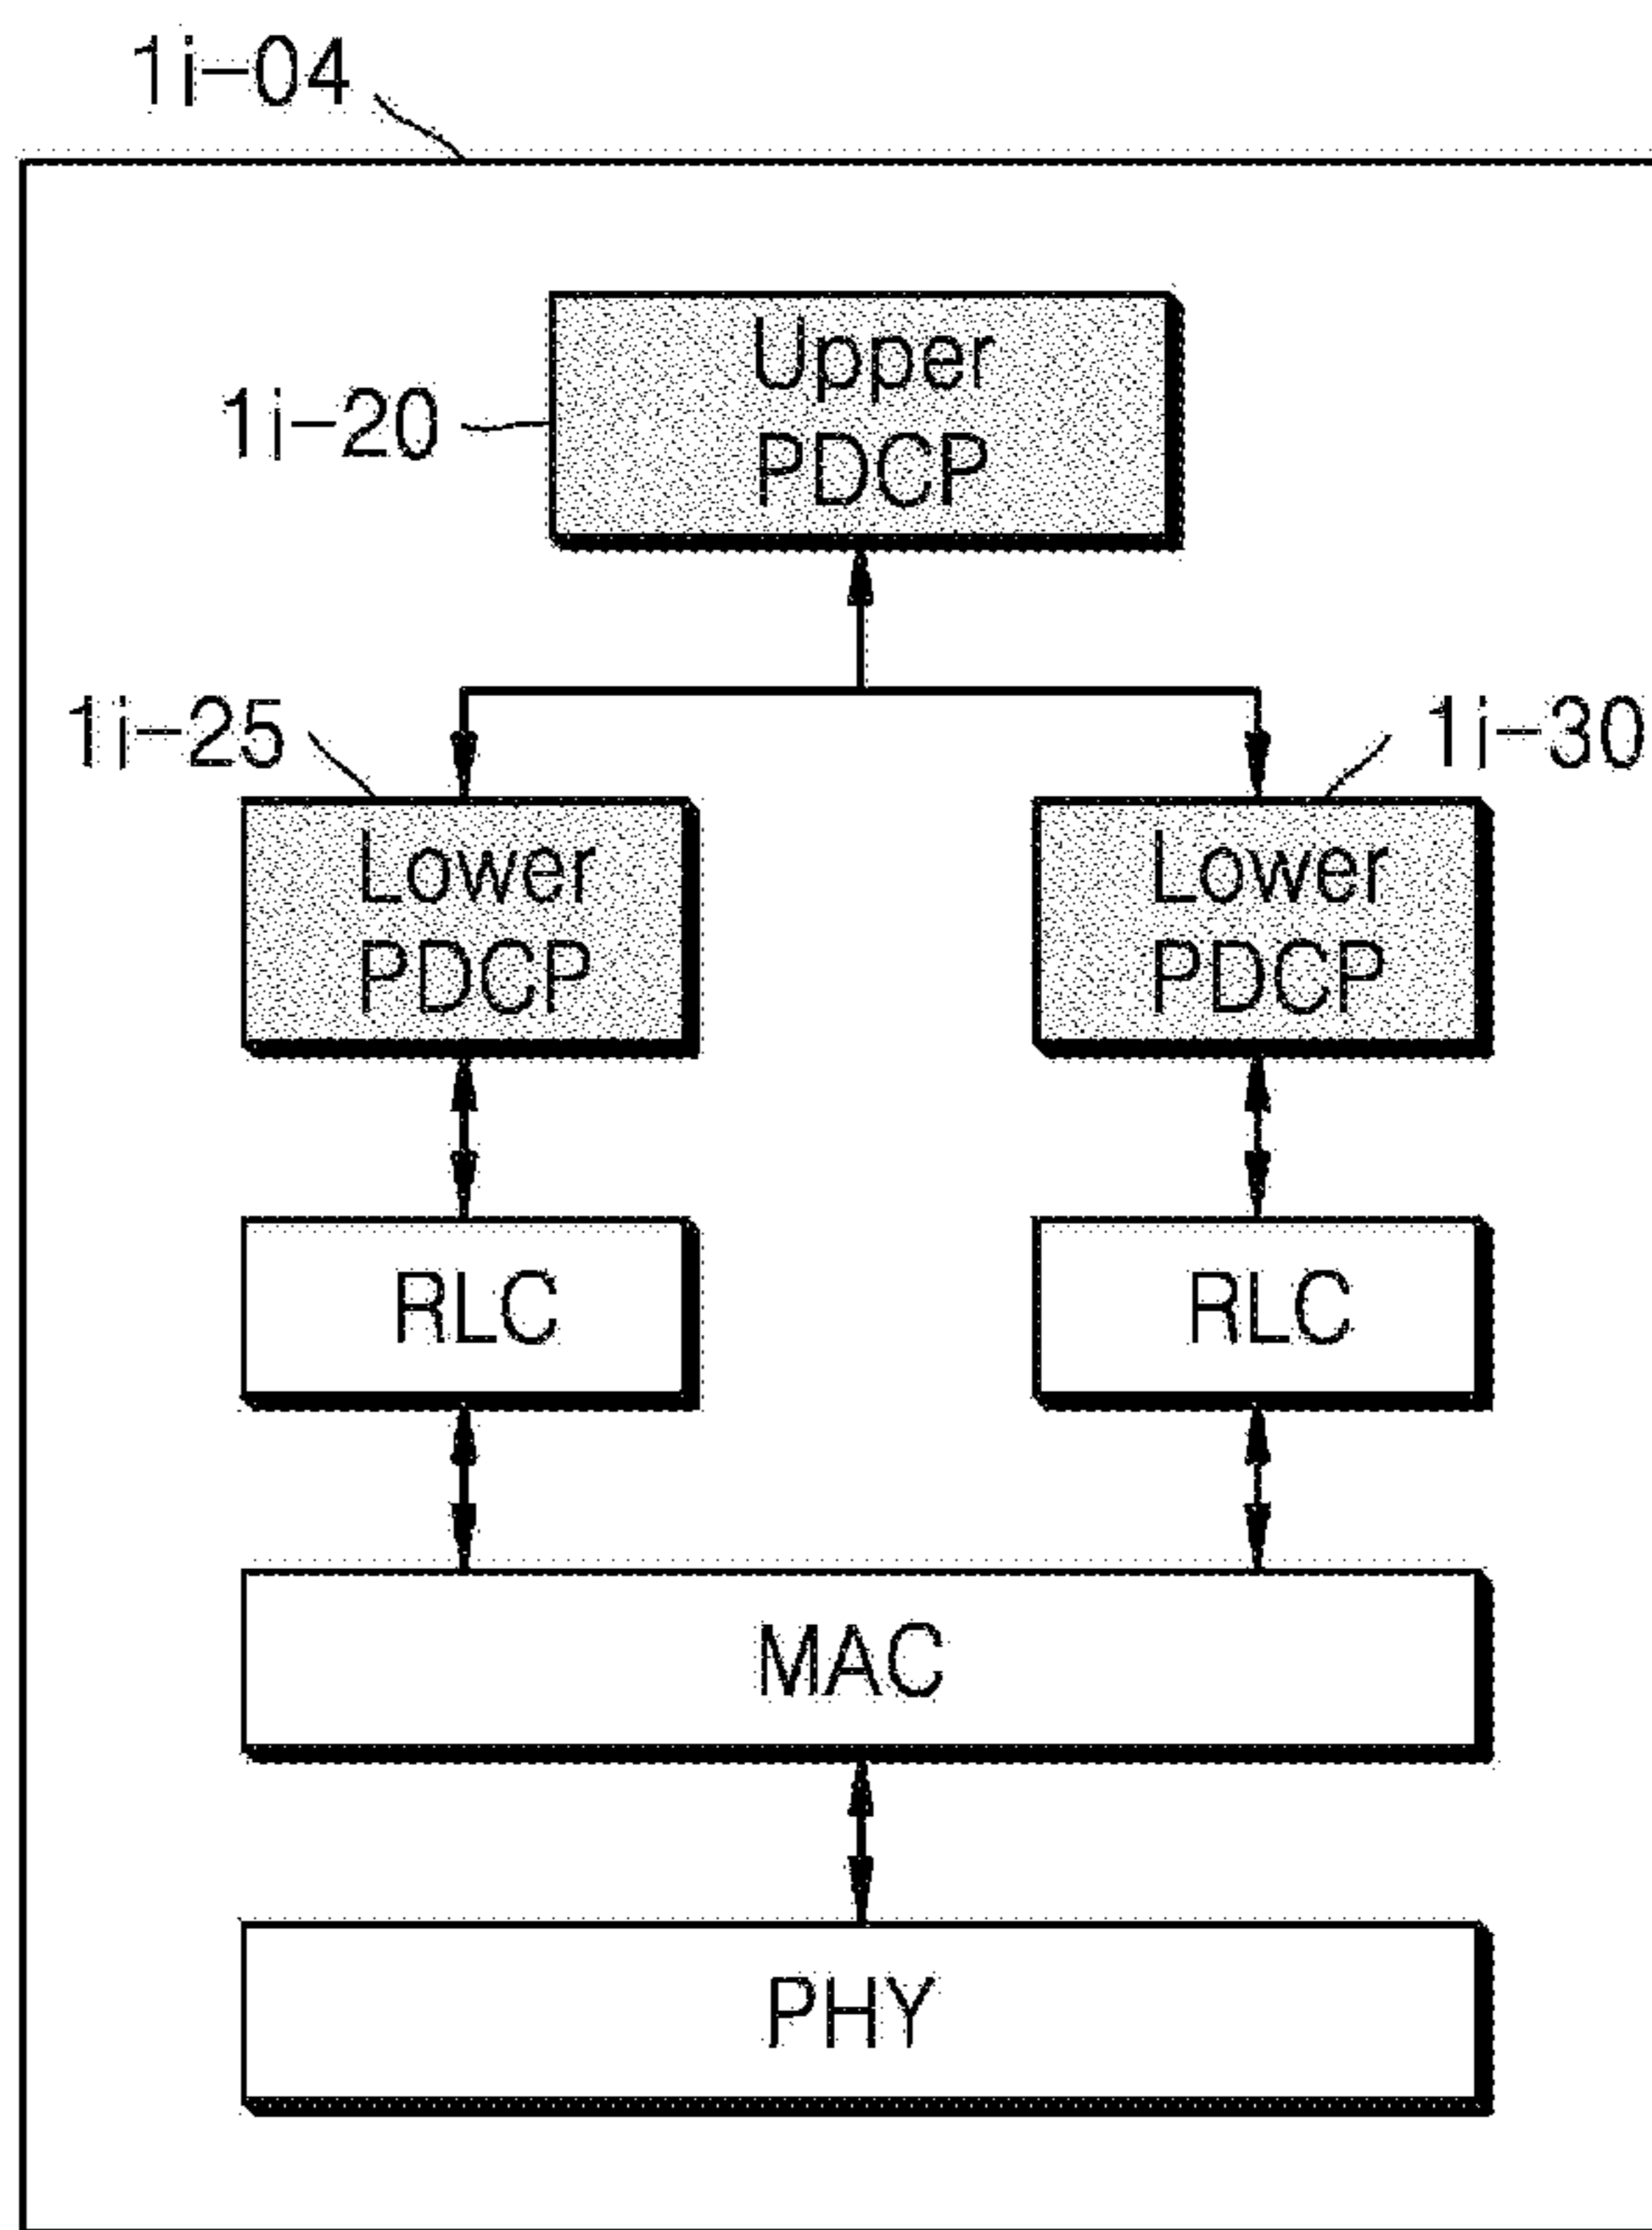 1i-04
Upper
PDCP
1i-20
1i-25
1i-30
Lower
PDCP
Lower
PDCP
RLC
RLC
MAC
PHY